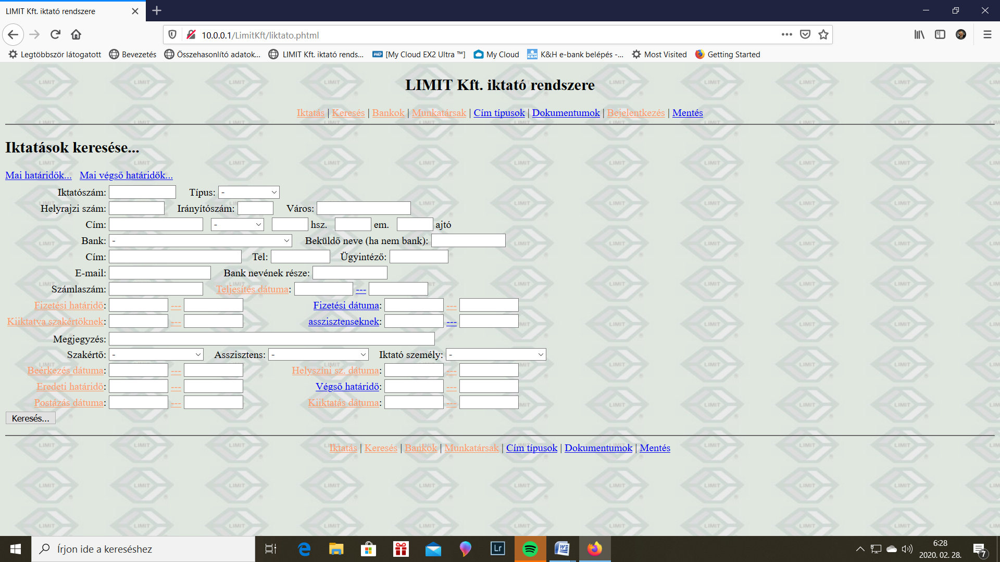 LIMIT Kft. iktató rendszere
10.0.0.1/LimitKft/liktato.phtml
Legtöbbször látogatott Bevezetés Összehasonlító adatok... LIMIT Kft. iktató rends... [My Cloud EX2 Ultra ™] My Cloud K&H e-bank belépés -... Most Visited Getting Started
LIMIT Kft. iktató rendszere
Iktatás | Keresés | Bankok | Munkatársak | Cím típusok | Dokumentumok | Bejelentkezés | Mentés
Iktatások keresése...
Mai határidők... Mai végső határidők...
Iktatószám: Típus: -
Helyrajzi szám: Irányítószám: Város:
Cím: - hsz. em. ajtó
Bank: - Beküldő neve (ha nem bank):
Cím: Tel: Ügyintéző:
E-mail: Bank nevének része:
Számlaszám: Teljesítés dátuma: ---
Fizetési határidő: --- Fizetési dátuma: ---
Kiiktatva szakértőknek: --- asszisztenseknek: ---
Megjegyzés:
Szakértő: - Asszisztens: - Iktató személy: -
Beérkezés dátuma: --- Helyszíni sz. dátuma: ---
Eredeti határidő: --- Végső határidő: ---
Postázás dátuma: --- Kiiktatás dátuma: ---
Keresés...
Iktatás | Keresés | Bankok | Munkatársak | Cím típusok | Dokumentumok | Mentés
Írjon ide a kereséshez
Lr
6:28
2020. 02. 28.
7